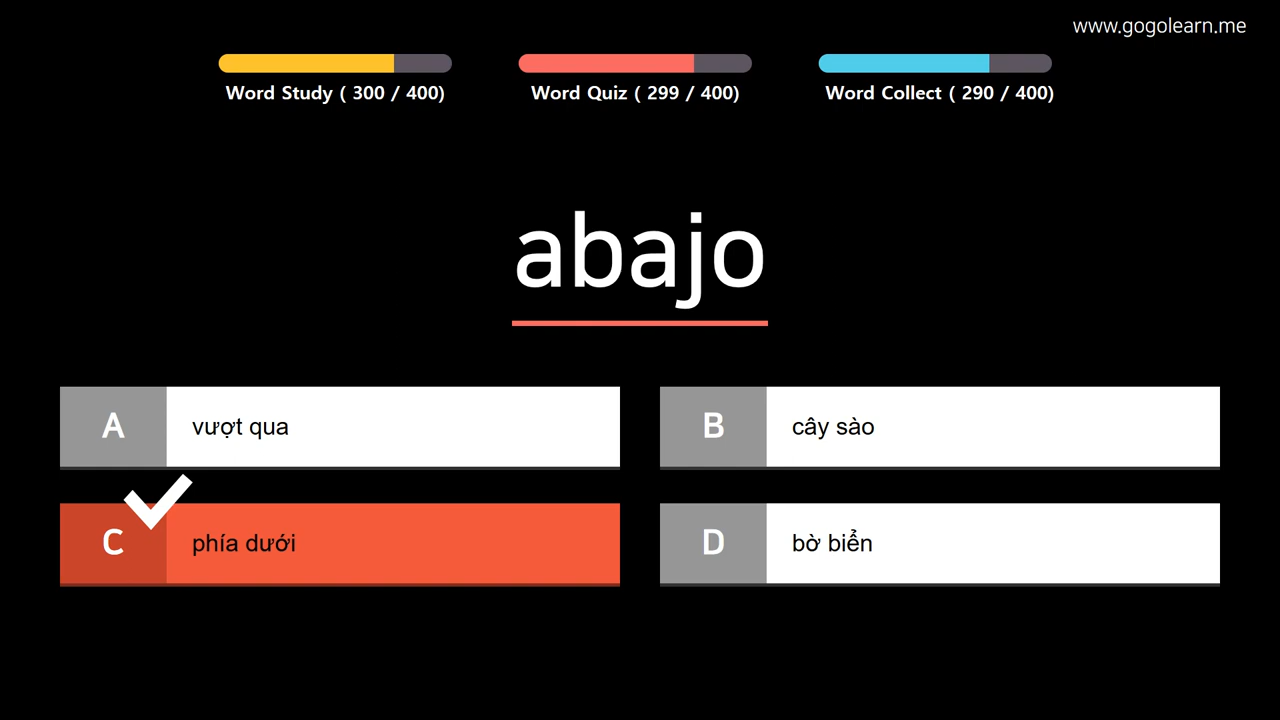 www.gogolearn.me
Word Study ( 300 / 400)
Word Quiz ( 299 / 400)
Word Collect ( 290 / 400)
abajo
A
vượt qua
B
cây sào
C
phía dưới
D
bờ biển